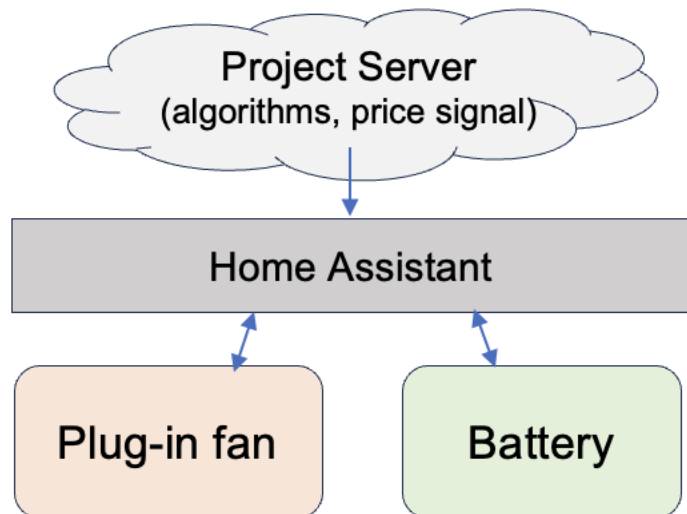 Project Server
(algorithms, price signal)
Home Assistant
Plug-in fan
Battery